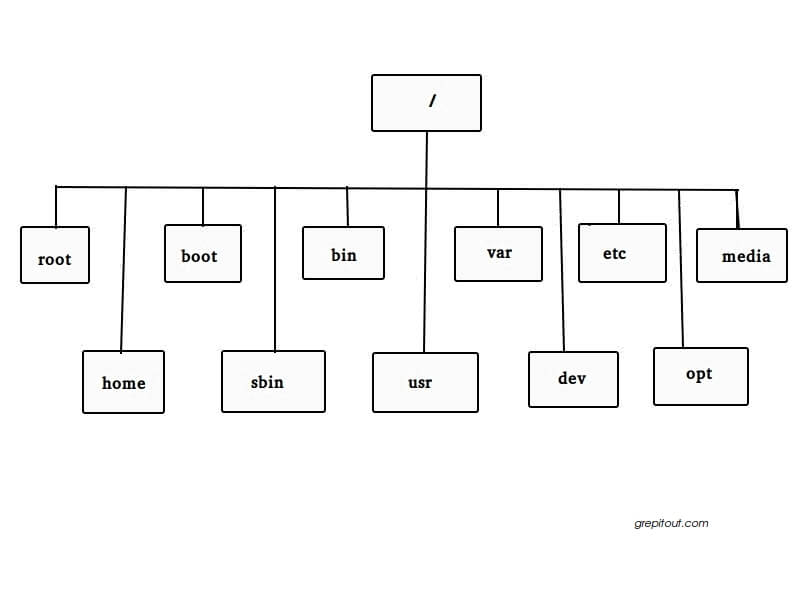 /
root
boot
bin
var
etc
media
home
sbin
usr
dev
opt
grepitout.com